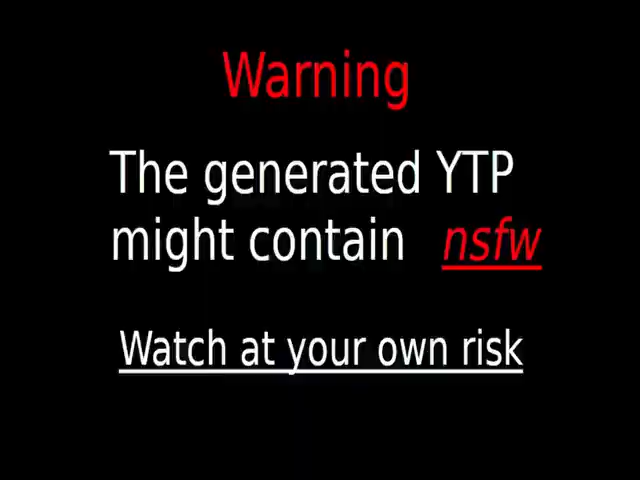 Warning
The generated YTP
might contain nsfw
Watch at your own risk